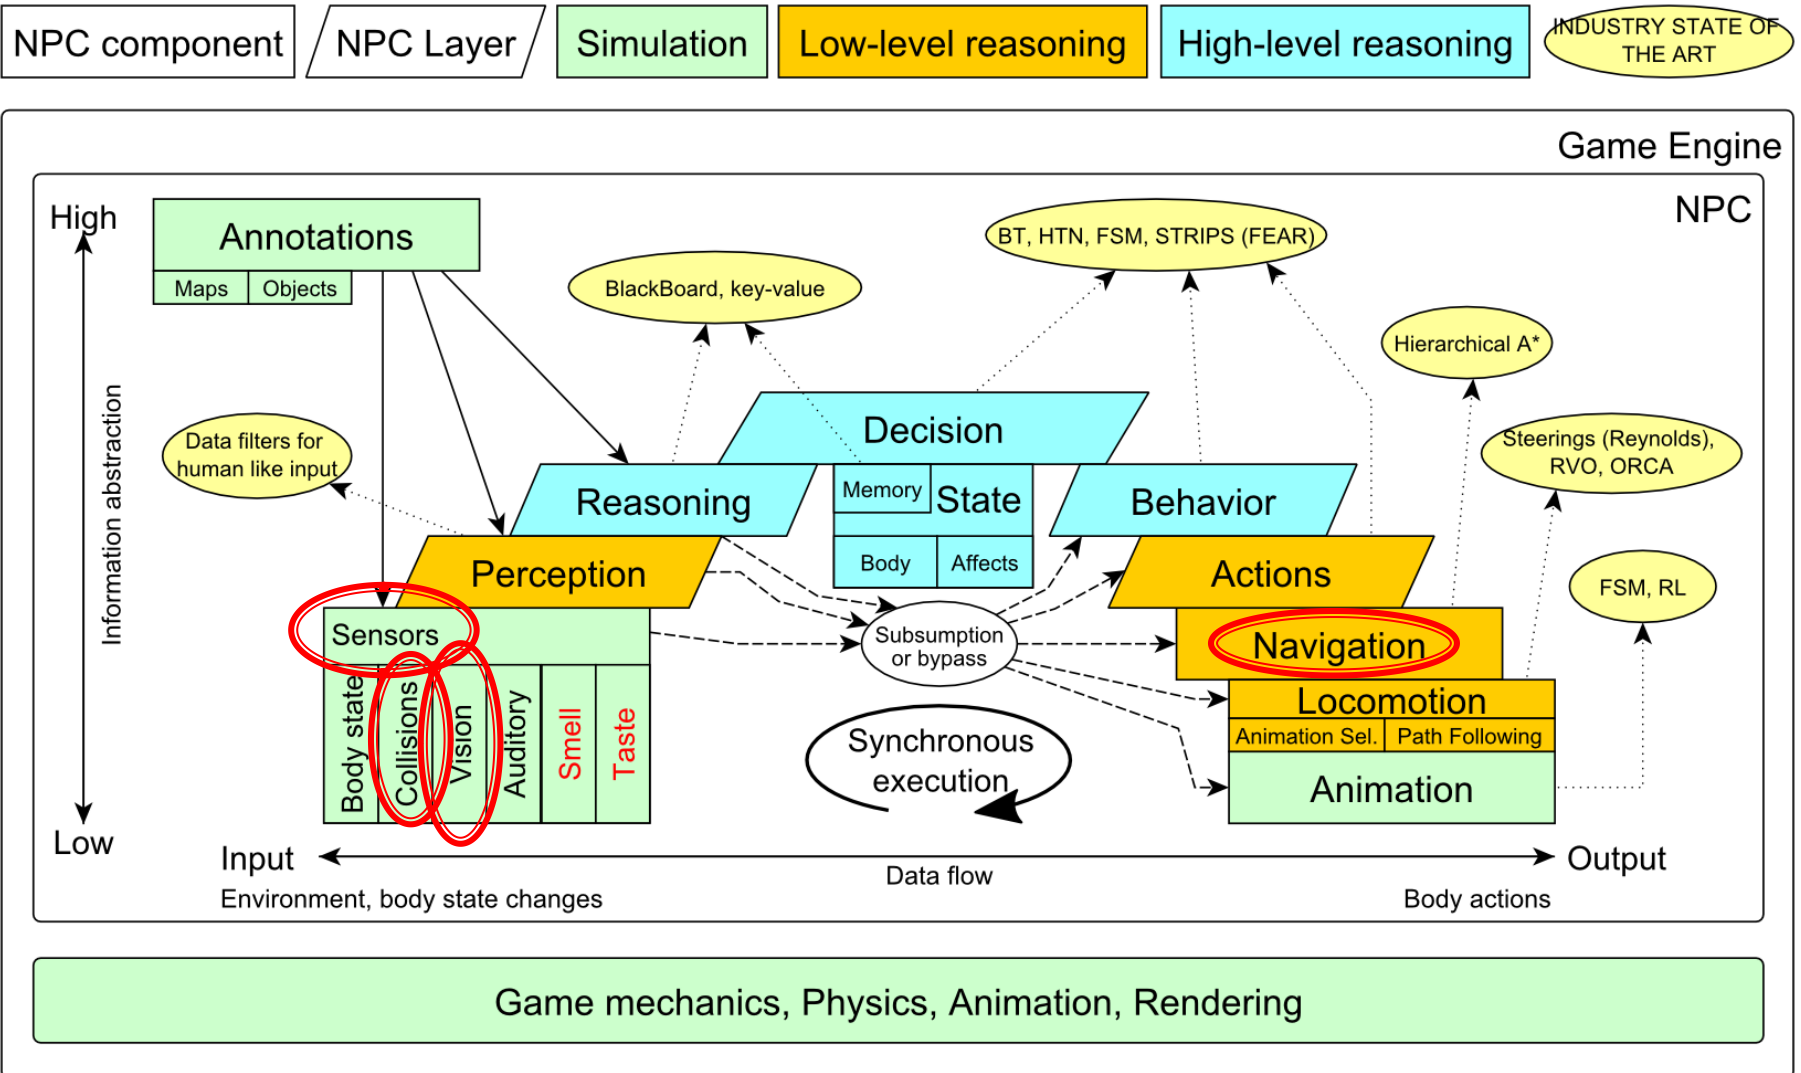 NPC component
NPC Layer
Simulation
Low-level reasoning
High-level reasoning
INDUSTRY STATE OF
THE ART
Game Engine
NPC
High
Annotations
Maps
Objects
BT, HTN, FSM, STRIPS (FEAR)
BlackBoard, key-value
Hierarchical A*
Information abstraction
Data filters for
human like input
Decision
Steerings (Reynolds),
RVO, ORCA
Reasoning
Memory
State
Behavior
Perception
Body
Affects
Actions
FSM, RL
Sensors
Subsumption
or bypass
Navigation
Body state
Collisions
Vision
Auditory
Smell
Taste
Locomotion
Animation Sel.
Path Following
Synchronous
execution
Animation
Low
Input
Output
Data flow
Environment, body state changes
Body actions
Game mechanics, Physics, Animation, Rendering